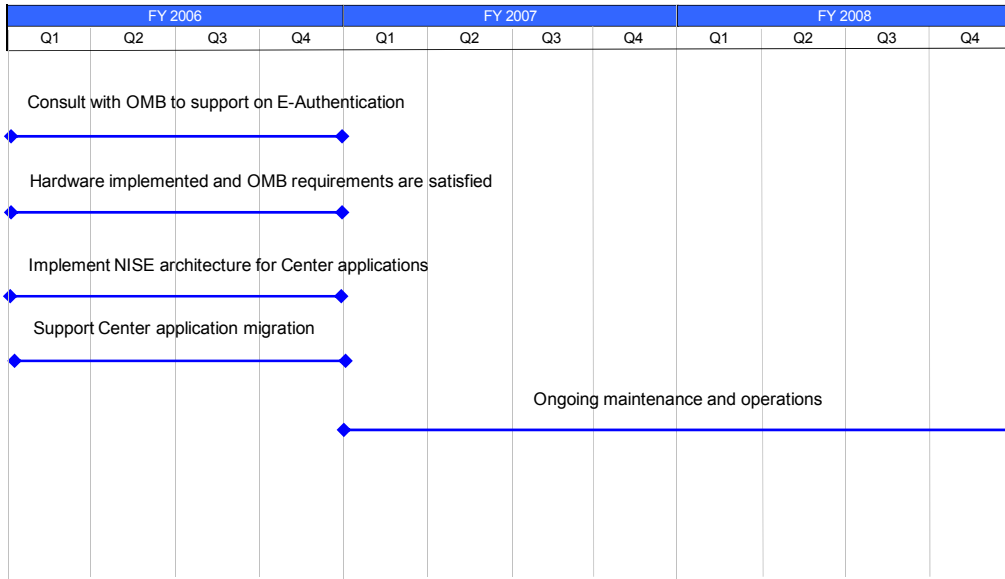 FY 2006 FY 2007 FY 2008
Q1 Q2 Q3 Q4 Q1 Q2 Q3 Q4 Q1 Q2 Q3 Q4
Consult with OMB to support on E-Authentication
Hardware implemented and OMB requirements are satisfied
Implement NISE architecture for Center applications
Support Center application migration
Ongoing maintenance and operations